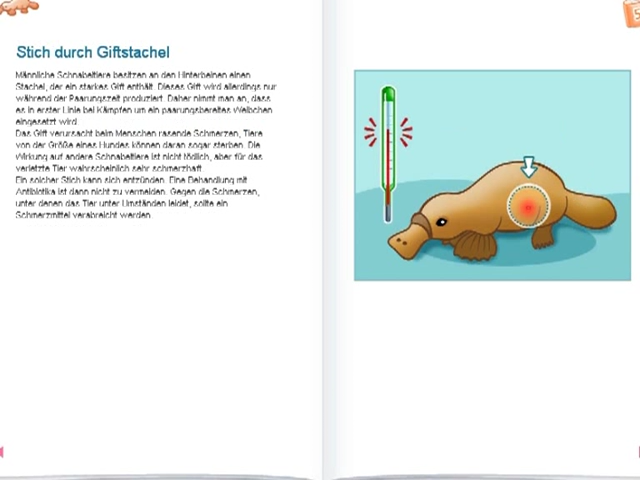 Stich durch Giftstachel
Männliche Schnabeltiere besitzen an den Hinterbeinen einen
Stachel, der ein starkes Gift enthält. Dieses Gift wird allerdings nur
während der Paarungszeit produziert. Daher nimmt man an, dass
es in erster Linie bei Kämpfen um ein paarungsbereites Weibchen
eingesetzt wird.
Das Gift verursacht beim Menschen rasende Schmerzen, Tiere
von der Größe eines Hundes können daran sogar sterben. Die
Wirkung auf andere Schnabeltiere ist nicht tödlich, aber für das
verletzte Tier wahrscheinlich sehr schmerzhaft.
Ein solcher Stich kann sich entzünden. Eine Behandlung mit
Antibiotika ist dann nicht zu vermeiden. Gegen die Schmerzen,
unter denen das Tier unter Umständen leidet, sollte ein
Schmerzmittel verabreicht werden.